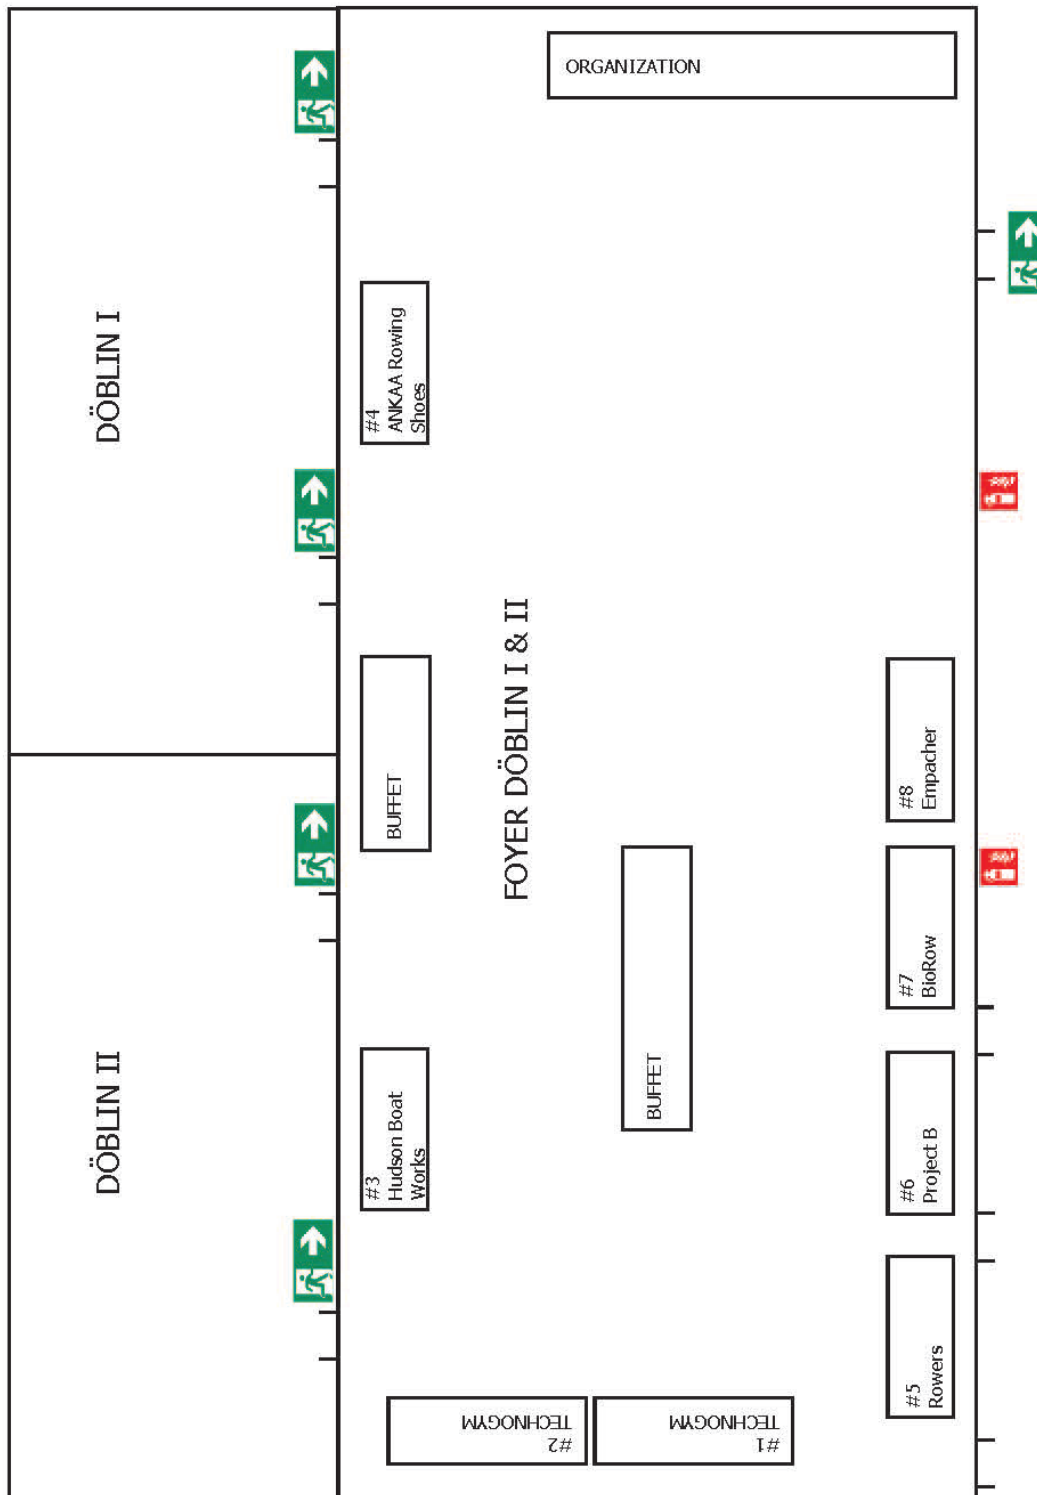 ORGANIZATION
DÖBLIN I
#4
ANKAA Rowing
Shoes
FOYER DÖBLIN I & II
BUFFET
#8
Empacher
DÖBLIN II
#3
Hudson Boat
Works
BUFFET
#7
BioRow
#6
Project B
#5
Rowers
#2
TECHNOGYM
#1
TECHNOGYM